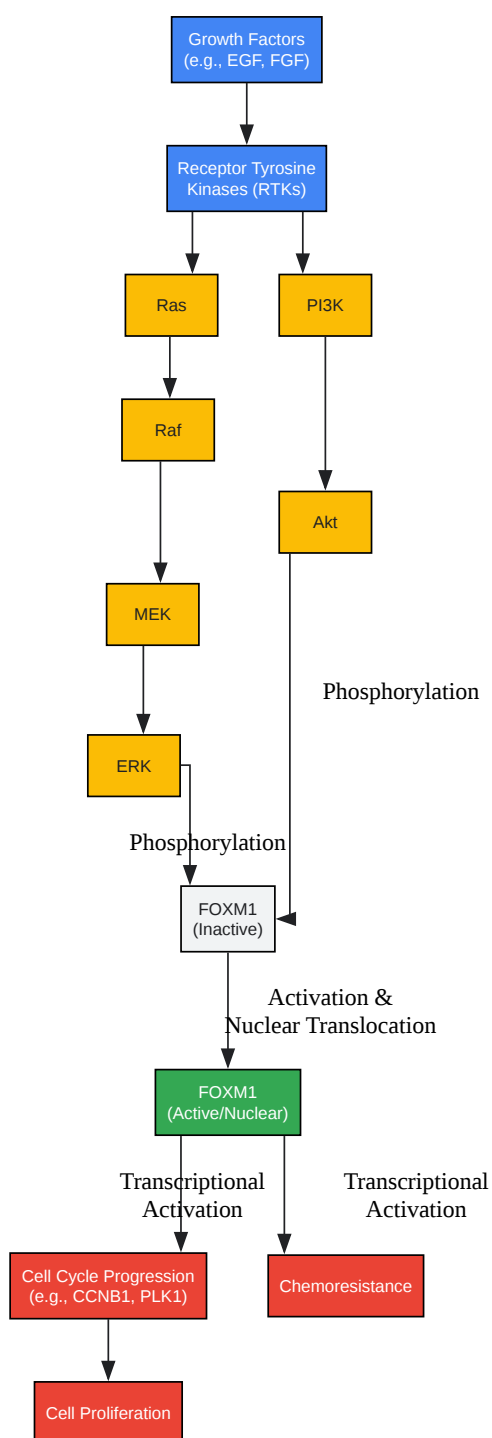 Growth Factors
(e.g., EGF, FGF)
Receptor Tyrosine
Kinases (RTKs)
Ras
PI3K
Raf
Akt
MEK
Phosphorylation
ERK
Phosphorylation
FOXM1
(Inactive)
Activation &
Nuclear Translocation
FOXM1
(Active/Nuclear)
Transcriptional
Activation
Transcriptional
Activation
Cell Cycle Progression
(e.g., CCNB1, PLK1)
Chemoresistance
Cell Proliferation